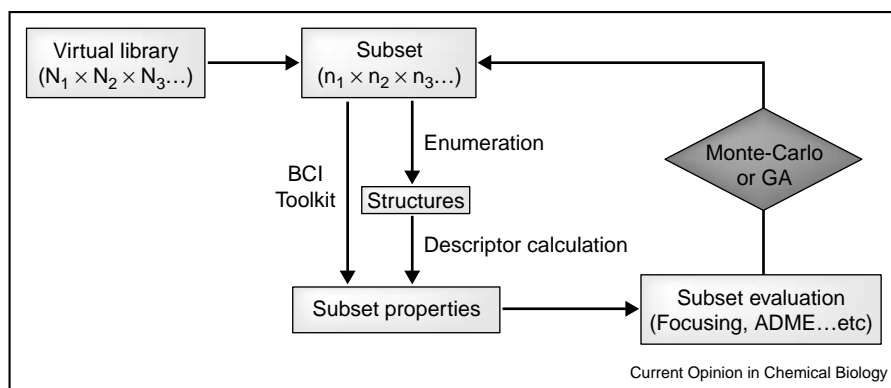 Virtual library
(N₁ × N₂ × N₃…)
Subset
(n₁ × n₂ × n₃…)
Enumeration
BCI
Toolkit
Structures
Descriptor calculation
Monte-Carlo
or GA
Subset properties
Subset evaluation
(Focusing, ADME…etc)
Current Opinion in Chemical Biology